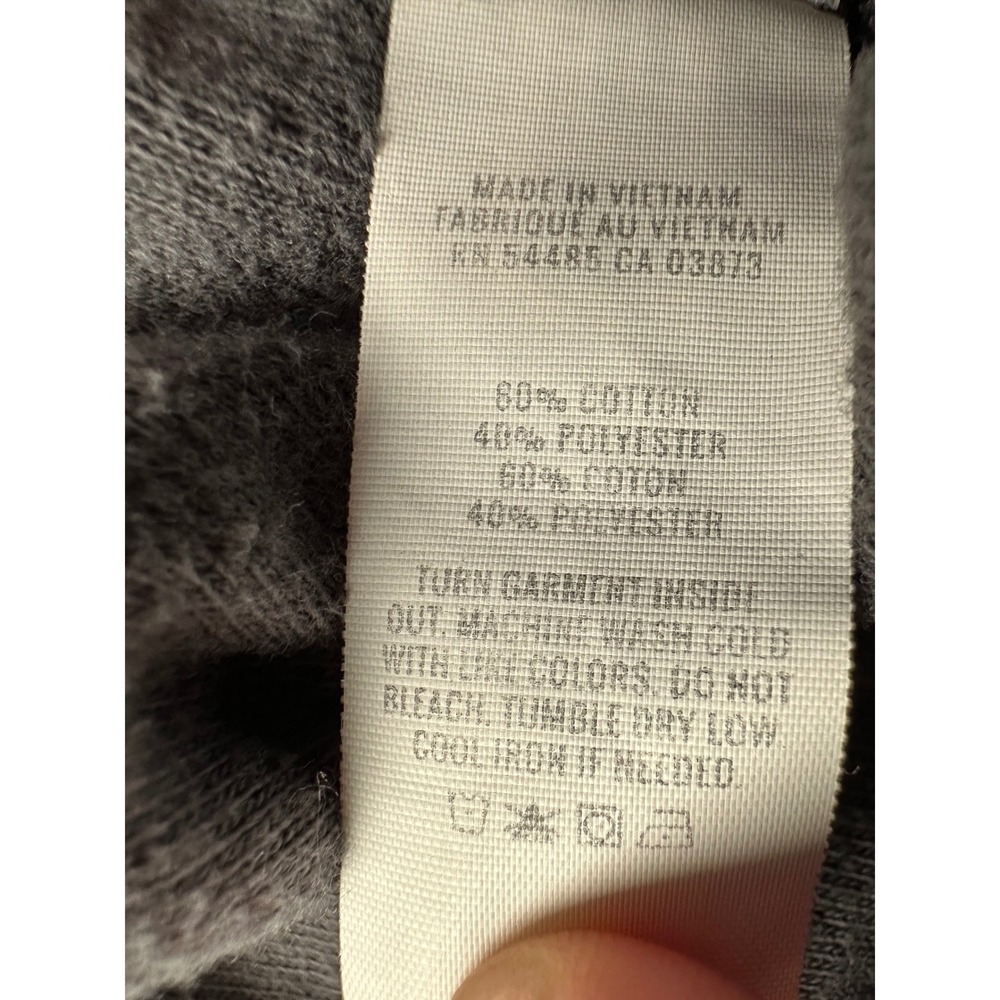 MADE IN VIETNAM
FABRIQUÉ AU VIETNAM
RN 54485 CA 03873
60% COTTON
40% POLYESTER
60% COTON
40% POLYESTER
TURN GARMENT INSIDE
OUT. MACHINE WASH COLD
WITH LIKE COLORS. DO NOT
BLEACH. TUMBLE DRY LOW.
COOL IRON IF NEEDED.